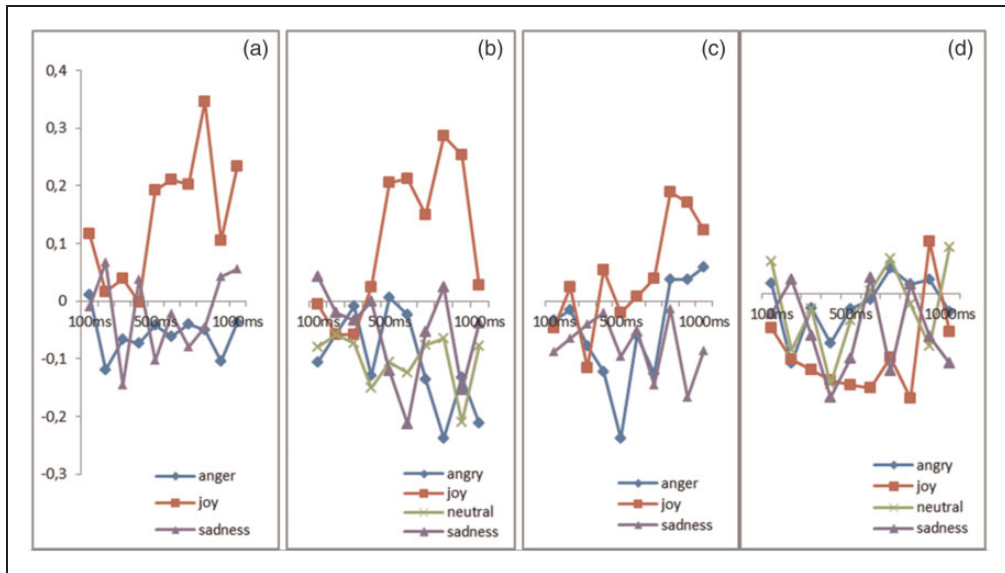 (a)
(b)
(c)
(d)
0,4
0,3
0,2
0,1
0
-0,1
-0,2
-0,3
100ms 500ms 1000ms
100ms 500ms 1000ms
100ms 500ms 1000ms
100ms 500ms 1000ms
anger
joy
sadness
angry
joy
neutral
sadness
anger
joy
sadness
angry
joy
neutral
sadness